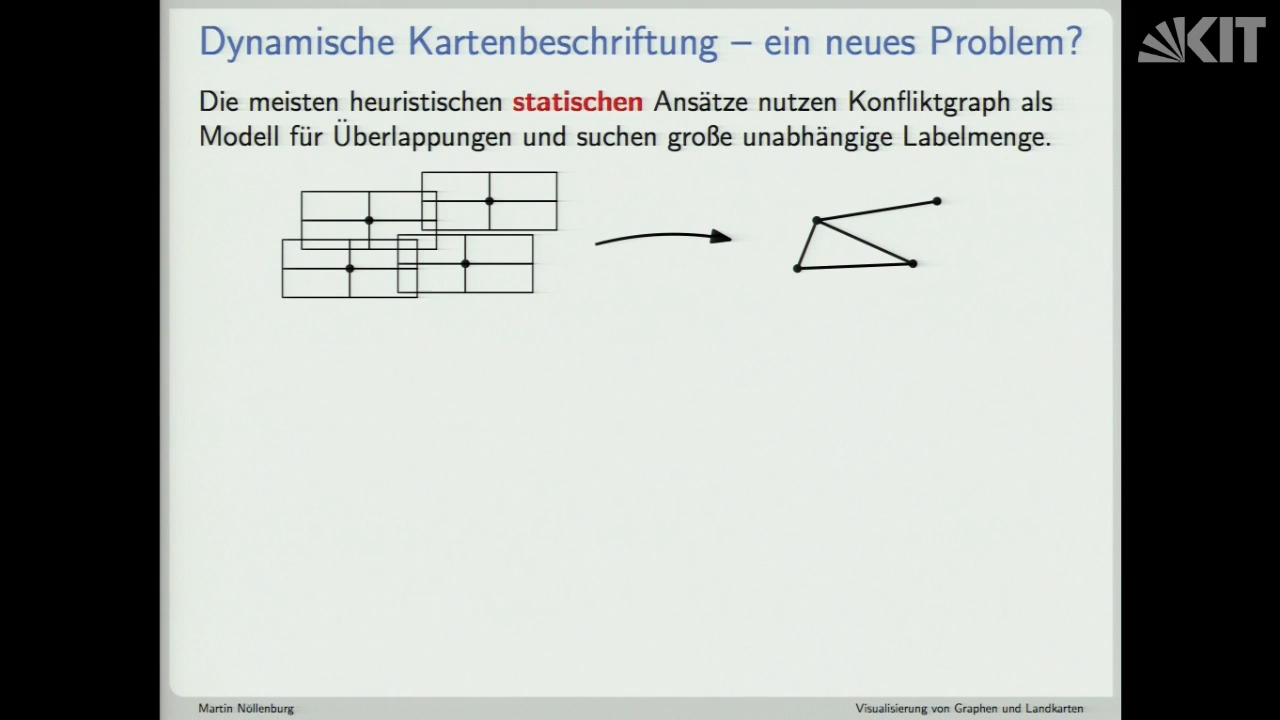 KIT
Dynamische Kartenbeschriftung – ein neues Problem?
Die meisten heuristischen statischen Ansätze nutzen Konfliktgraph als
Modell für Überlappungen und suchen große unabhängige Labelmenge.
Martin Nöllenburg
Visualisierung von Graphen und Landkarten